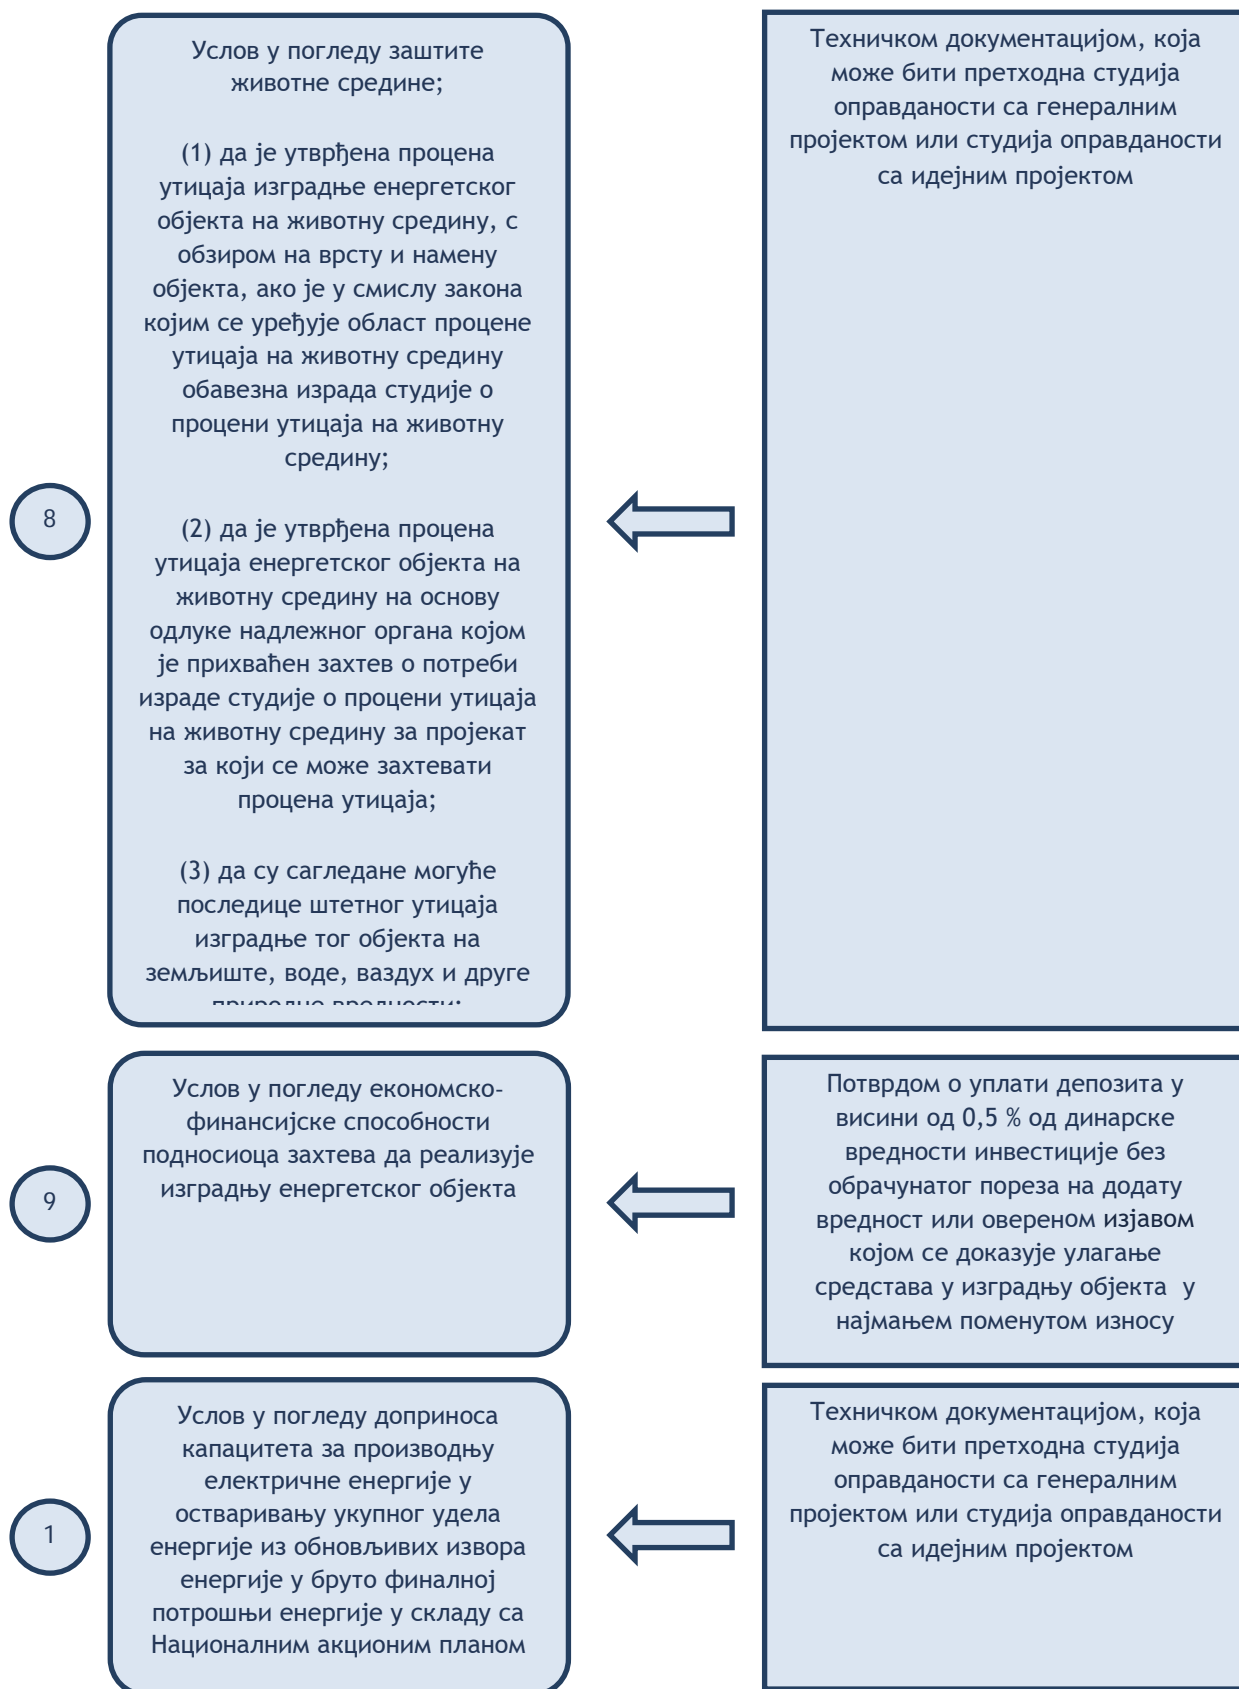 8
Услов у погледу заштите
животне средине;
(1) да је утврђена процена
утицаја изградње енергетског
објекта на животну средину, с
обзиром на врсту и намену
објекта, ако је у смислу закона
којим се уређује област процене
утицаја на животну средину
обавезна израда студије о
процени утицаја на животну
средину;
(2) да је утврђена процена
утицаја енергетског објекта на
животну средину на основу
одлуке надлежног органа којом
је прихваћен захтев о потреби
израде студије о процени утицаја
на животну средину за пројекат
за који се може захтевати
процена утицаја;
(3) да су сагледане могуће
последице штетног утицаја
изградње тог објекта на
земљиште, воде, ваздух и друге
природне вредности;
Техничком документацијом, која
може бити претходна студија
оправданости са генералним
пројектом или студија оправданости
са идејним пројектом
9
Услов у погледу економско-
финансијске способности
подносиоца захтева да реализује
изградњу енергетског објекта
Потврдом о уплати депозита у
висини од 0,5 % од динарске
вредности инвестиције без
обрачунатог пореза на додату
вредност или овереном изјавом
којом се доказује улагање
средстава у изградњу објекта  у
најмањем поменутом износу
1
Услов у погледу доприноса
капацитета за производњу
електричне енергије у
остваривању укупног удела
енергије из обновљивих извора
енергије у бруто финалној
потрошњи енергије у складу са
Националним акционим планом
Техничком документацијом, која
може бити претходна студија
оправданости са генералним
пројектом или студија оправданости
са идејним пројектом